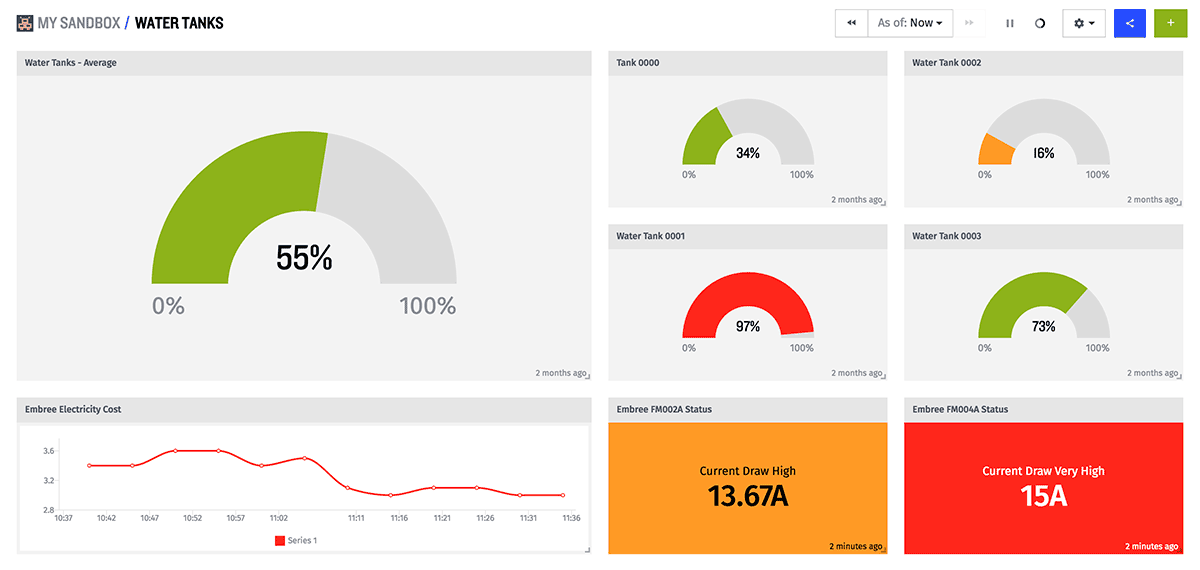 MY SANDBOX / WATER TANKS
As of: Now
Water Tanks - Average
55%
0%
100%
2 months ago
Tank 0000
34%
0%
100%
2 months ago
Water Tank 0002
16%
0%
100%
2 months ago
Water Tank 0001
97%
0%
100%
2 months ago
Water Tank 0003
73%
0%
100%
2 months ago
Embree Electricity Cost
3.6
3.2
2.8
10:37 10:42 10:47 10:52 10:57 11:02 11:11 11:16 11:21 11:26 11:31 11:36
Series 1
Embree FM002A Status
Current Draw High
13.67A
2 minutes ago
Embree FM004A Status
Current Draw Very High
15A
2 minutes ago